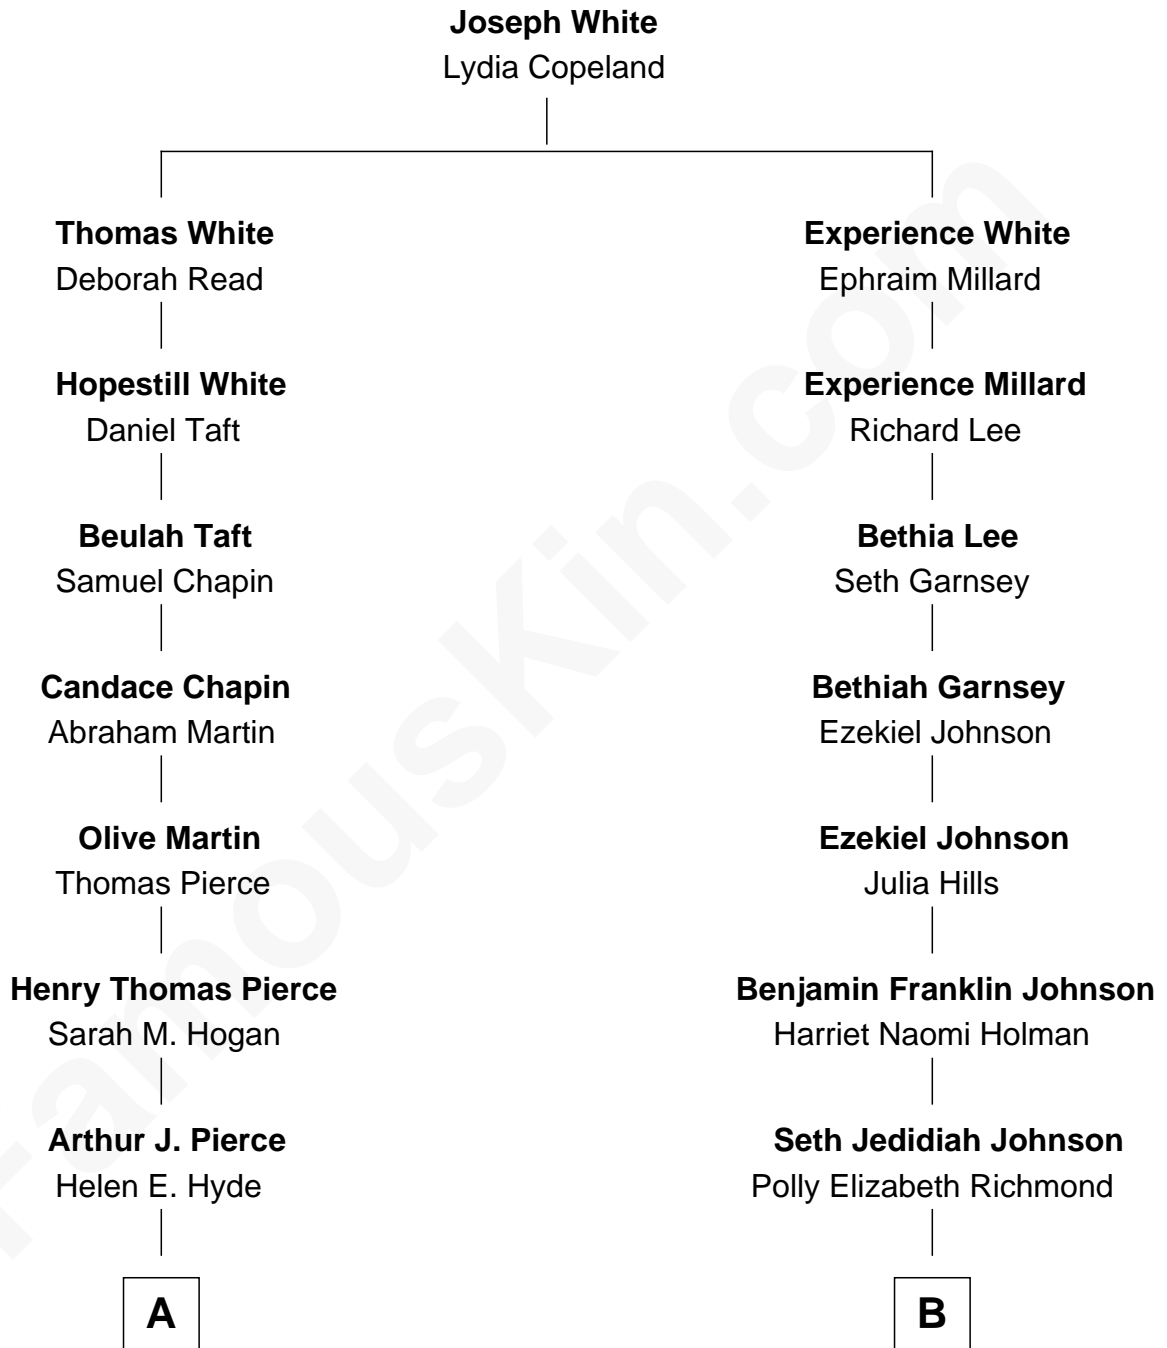 Joseph White
Lydia Copeland
Thomas White
Deborah Read
Experience White
Ephraim Millard
Hopestill White
Daniel Taft
Experience Millard
Richard Lee
Beulah Taft
Samuel Chapin
Bethia Lee
Seth Garnsey
Candace Chapin
Abraham Martin
Bethiah Garnsey
Ezekiel Johnson
Olive Martin
Thomas Pierce
Ezekiel Johnson
Julia Hills
Henry Thomas Pierce
Sarah M. Hogan
Benjamin Franklin Johnson
Harriet Naomi Holman
Arthur J. Pierce
Helen E. Hyde
Seth Jedidiah Johnson
Polly Elizabeth Richmond
A
B
FamousKin.com